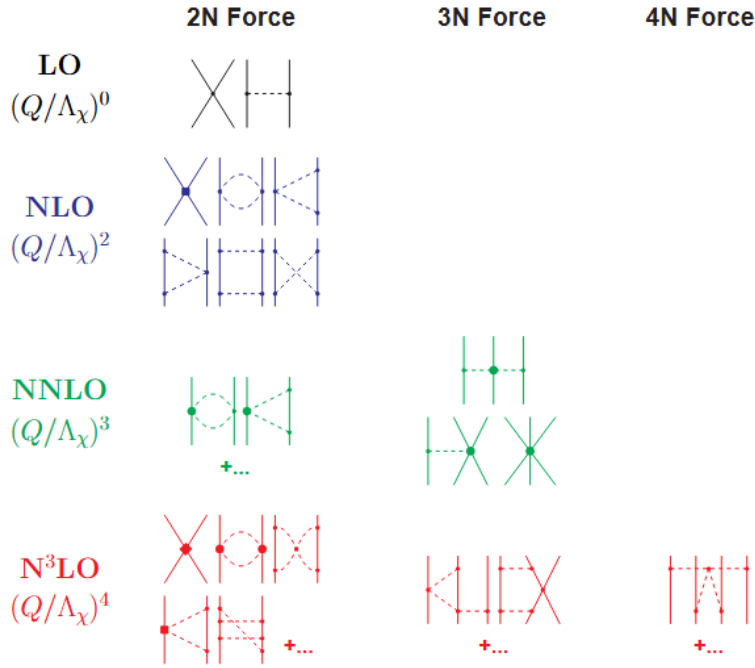 2N Force 3N Force 4N Force
LO
(Q/Λχ)⁰
NLO
(Q/Λχ)²
NNLO
(Q/Λχ)³
+...
N³LO
(Q/Λχ)⁴
+... +... +...